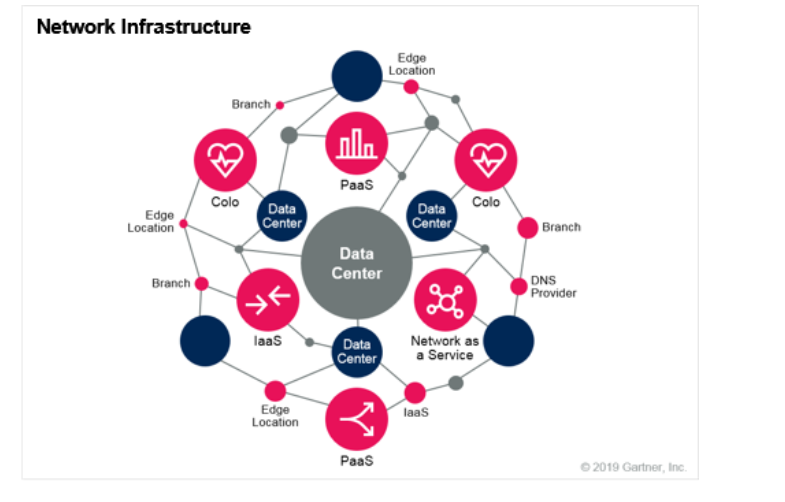 Network Infrastructure
Edge
Location
Branch
PaaS
Colo
Colo
Data
Center
Data
Center
Edge
Location
Branch
Data
Center
Branch
DNS
Provider
IaaS
Network as
a Service
Data
Center
Edge
Location
IaaS
PaaS
© 2019 Gartner, Inc.